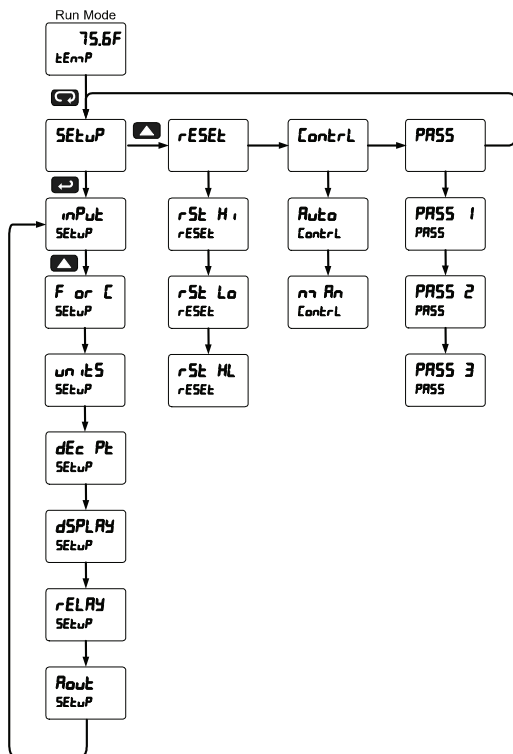 Run Mode
75.6F
tEmP
SEtuP
rESEt
ContrL
PASS
inPut
SEtuP
rSt Hi
rESEt
Auto
ContrL
PASS 1
PASS
F or C
SEtuP
rSt Lo
rESEt
mAn
ContrL
PASS 2
PASS
unitS
SEtuP
rSt HL
rESEt
PASS 3
PASS
dEc Pt
SEtuP
dSPLAY
SEtuP
rELAY
SEtuP
Aout
SEtuP